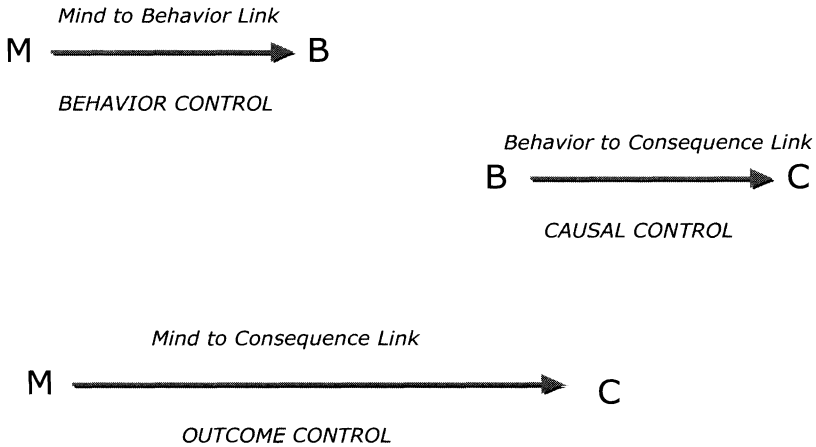 Mind to Behavior Link
M B
BEHAVIOR CONTROL
Behavior to Consequence Link
B C
CAUSAL CONTROL
Mind to Consequence Link
M C
OUTCOME CONTROL